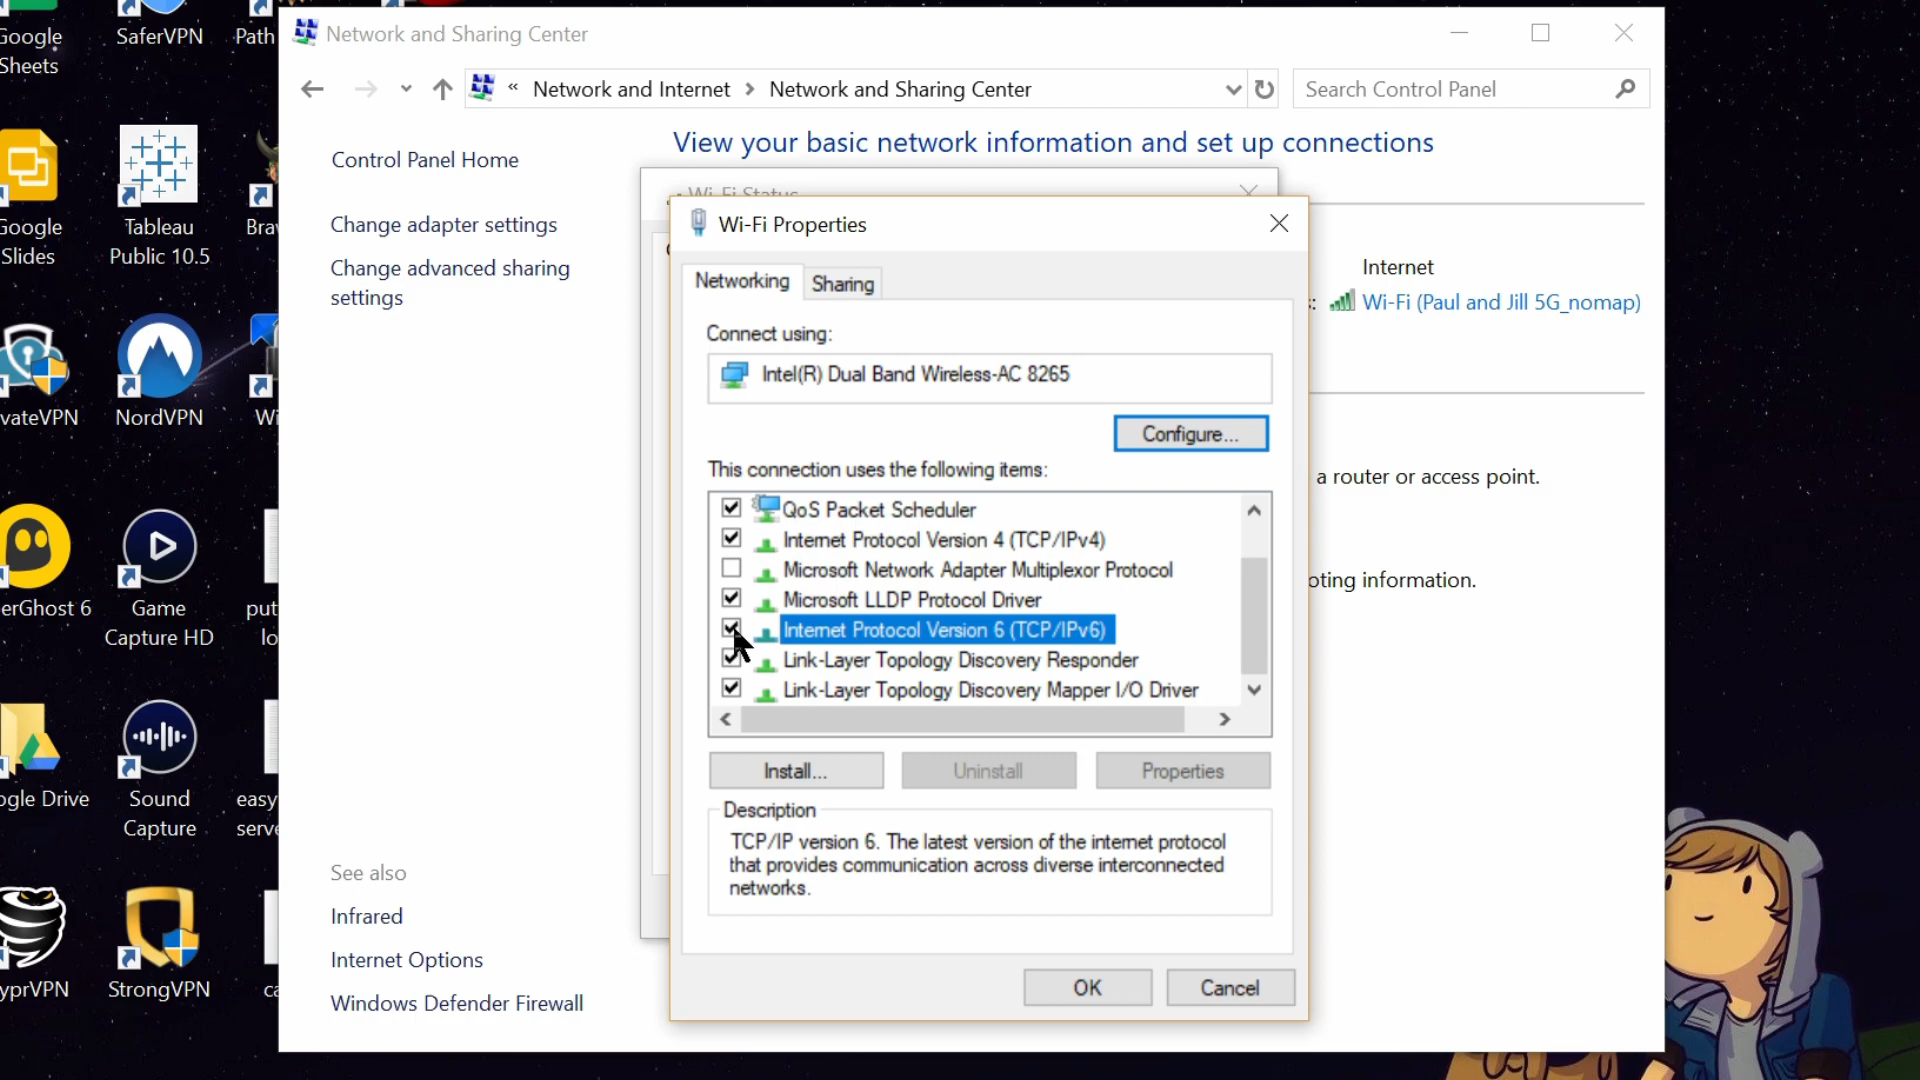 Google
Sheets
SaferVPN
Path
Google
Slides
Tableau
Public 10.5
NordVPN
Game
Capture HD
Sound
Capture
StrongVPN
Network and Sharing Center
« Network and Internet > Network and Sharing Center
Search Control Panel
Control Panel Home
Change adapter settings
Change advanced sharing
settings
See also
Infrared
Internet Options
Windows Defender Firewall
View your basic network information and set up connections
Internet
Wi-Fi (Paul and Jill 5G_nomap)
a router or access point.
information.
Wi-Fi Status
Wi-Fi Properties
Networking
Sharing
Connect using:
Intel(R) Dual Band Wireless-AC 8265
Configure...
This connection uses the following items:
QoS Packet Scheduler
Internet Protocol Version 4 (TCP/IPv4)
Microsoft Network Adapter Multiplexor Protocol
Microsoft LLDP Protocol Driver
Internet Protocol Version 6 (TCP/IPv6)
Link-Layer Topology Discovery Responder
Link-Layer Topology Discovery Mapper I/O Driver
Install...
Uninstall
Properties
Description
TCP/IP version 6. The latest version of the internet protocol
that provides communication across diverse interconnected
networks.
OK
Cancel